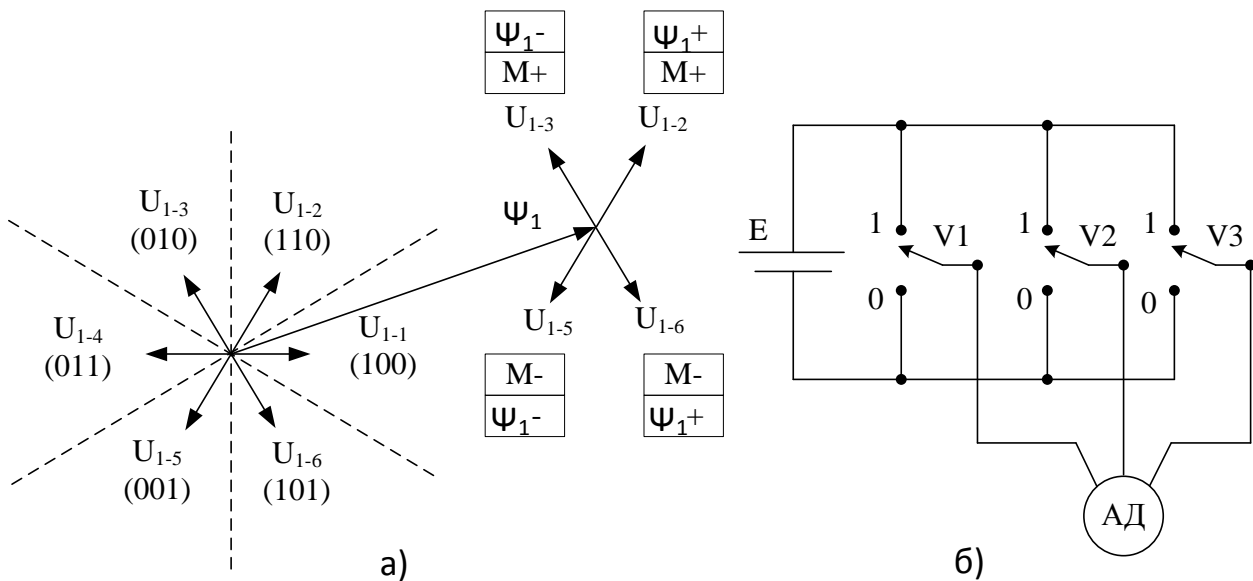 Ψ₁-
M+
Ψ₁+
M+
U₁₋₃
U₁₋₂
Ψ₁
U₁₋₃
(010)
U₁₋₂
(110)
U₁₋₄
(011)
U₁₋₁
(100)
U₁₋₅
(001)
U₁₋₆
(101)
U₁₋₅
U₁₋₆
M-
Ψ₁-
M-
Ψ₁+
а)
E
1
V1
0
1
V2
0
1
V3
0
АД
б)